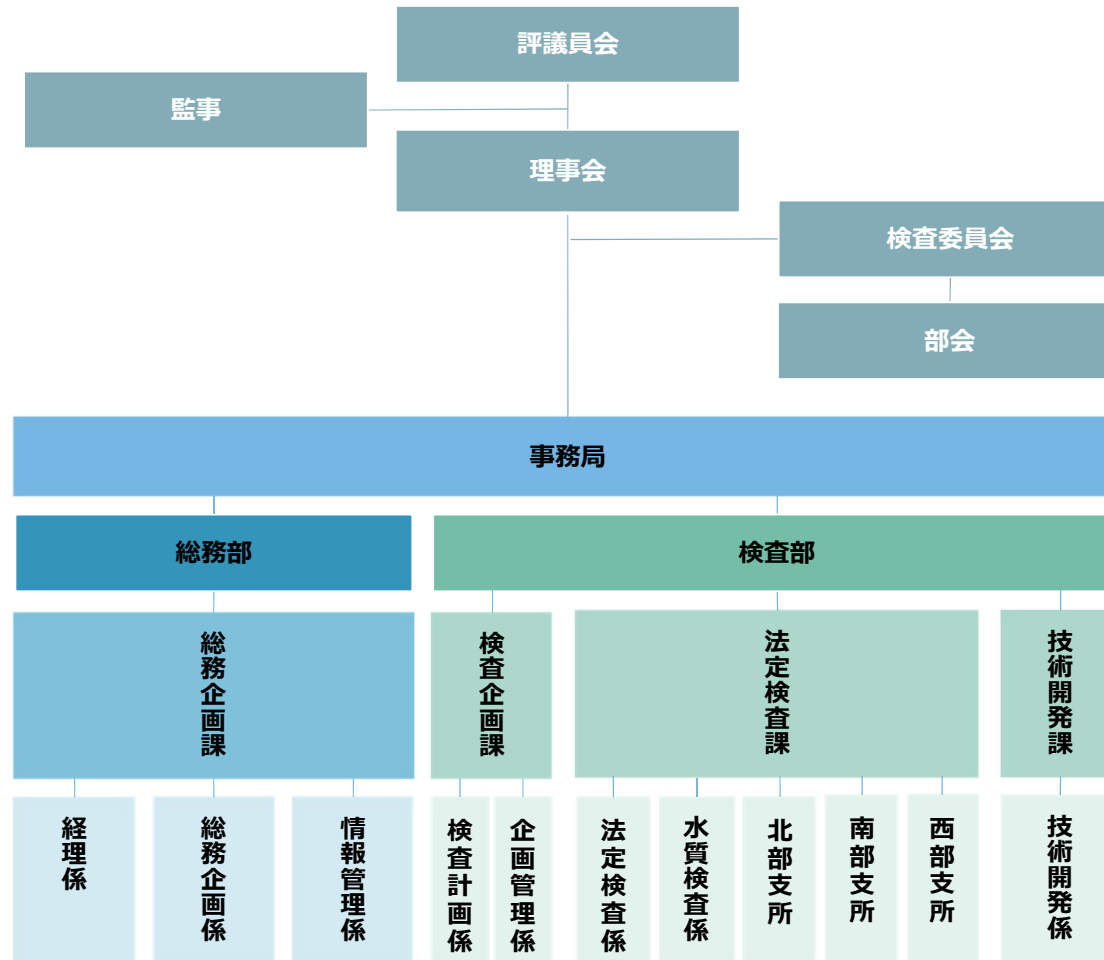 評議員会
監事
理事会
検査委員会
部会
事務局
総務部
検査部
総務企画課
検査企画課
法定検査課
技術開発課
経理係
総務企画係
情報管理係
検査計画係
企画管理係
法定検査係
水質検査係
北部支所
南部支所
西部支所
技術開発係